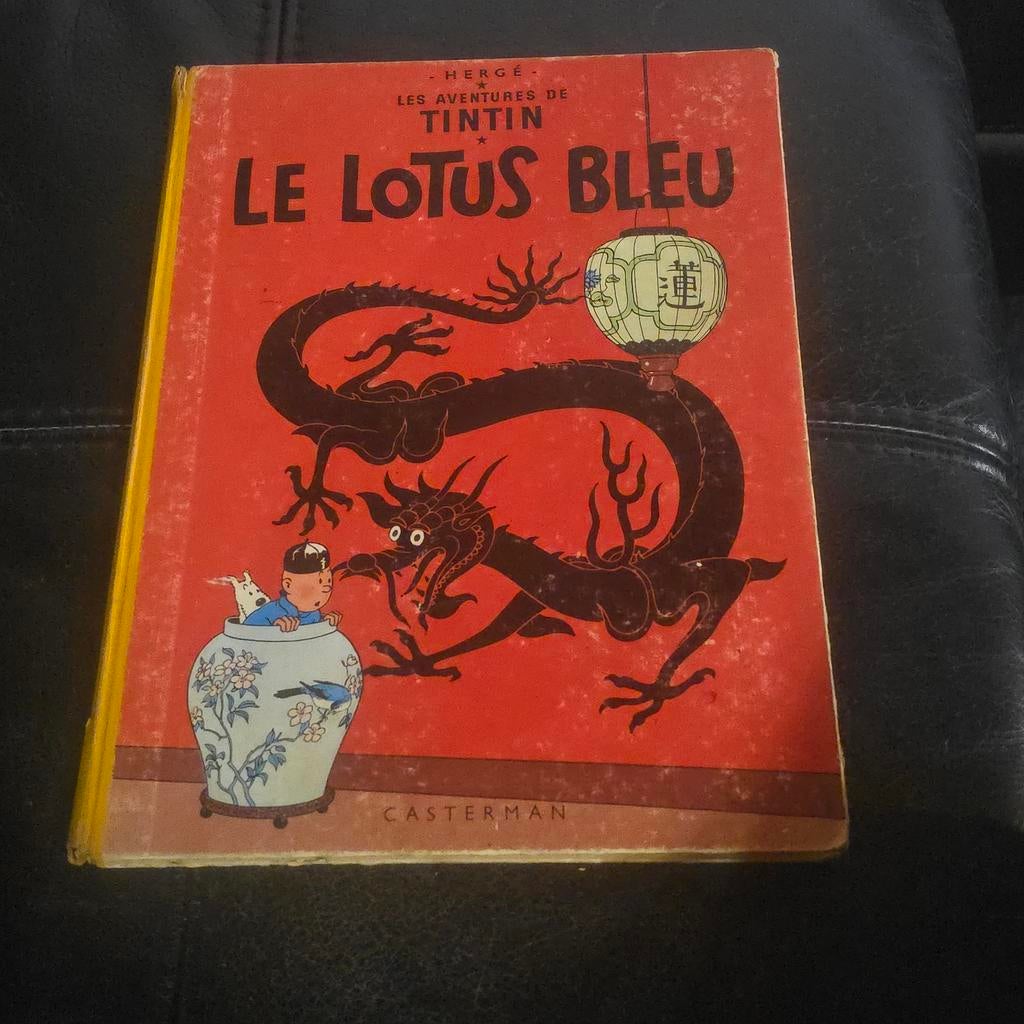 - HERGÉ -
LES AVENTURES DE
TINTIN
LE LOTUS BLEU
蓮
CASTERMAN